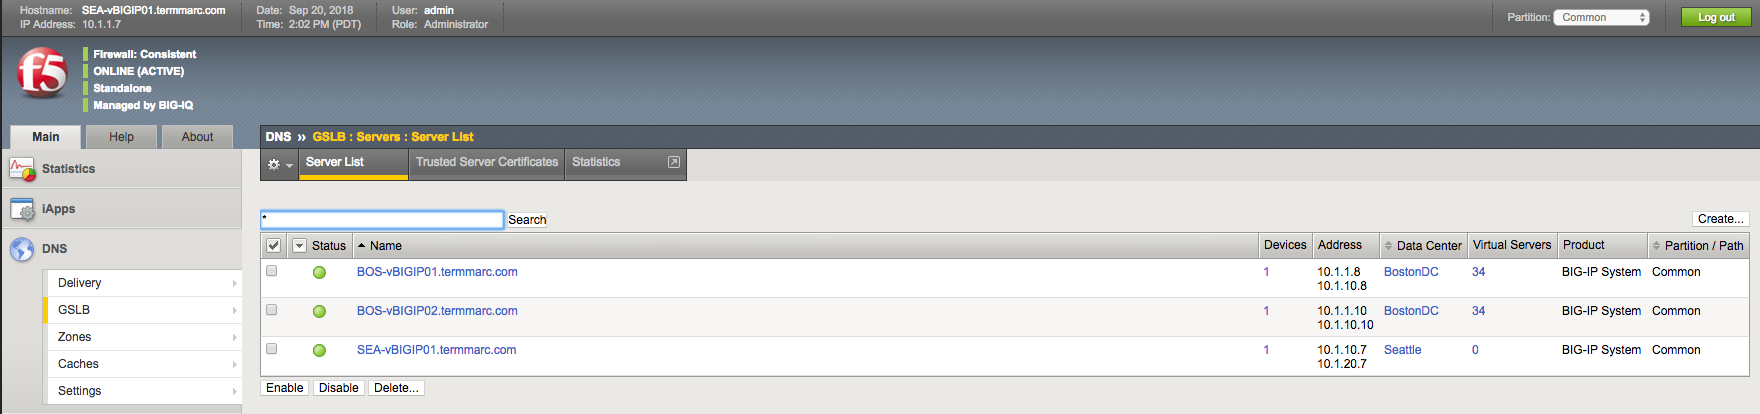 Hostname: SEA-vBIGIP01.termmarc.com Date: Sep 20, 2018 User: admin
IP Address: 10.1.1.7 Time: 2:02 PM (PDT) Role: Administrator
Partition: Common Log out
f5
Firewall: Consistent
ONLINE (ACTIVE)
Standalone
Managed by BIG-IQ
Main Help About
DNS » GSLB : Servers : Server List
Server List Trusted Server Certificates Statistics
Statistics
iApps
DNS
Delivery
GSLB
Zones
Caches
Settings
* Search Create...
Status Name Devices Address Data Center Virtual Servers Product Partition / Path
BOS-vBIGIP01.termmarc.com 1 10.1.1.8 BostonDC 34 BIG-IP System Common
10.1.10.8
BOS-vBIGIP02.termmarc.com 1 10.1.1.10 BostonDC 34 BIG-IP System Common
10.1.10.10
SEA-vBIGIP01.termmarc.com 1 10.1.10.7 Seattle 0 BIG-IP System Common
10.1.20.7
Enable Disable Delete...